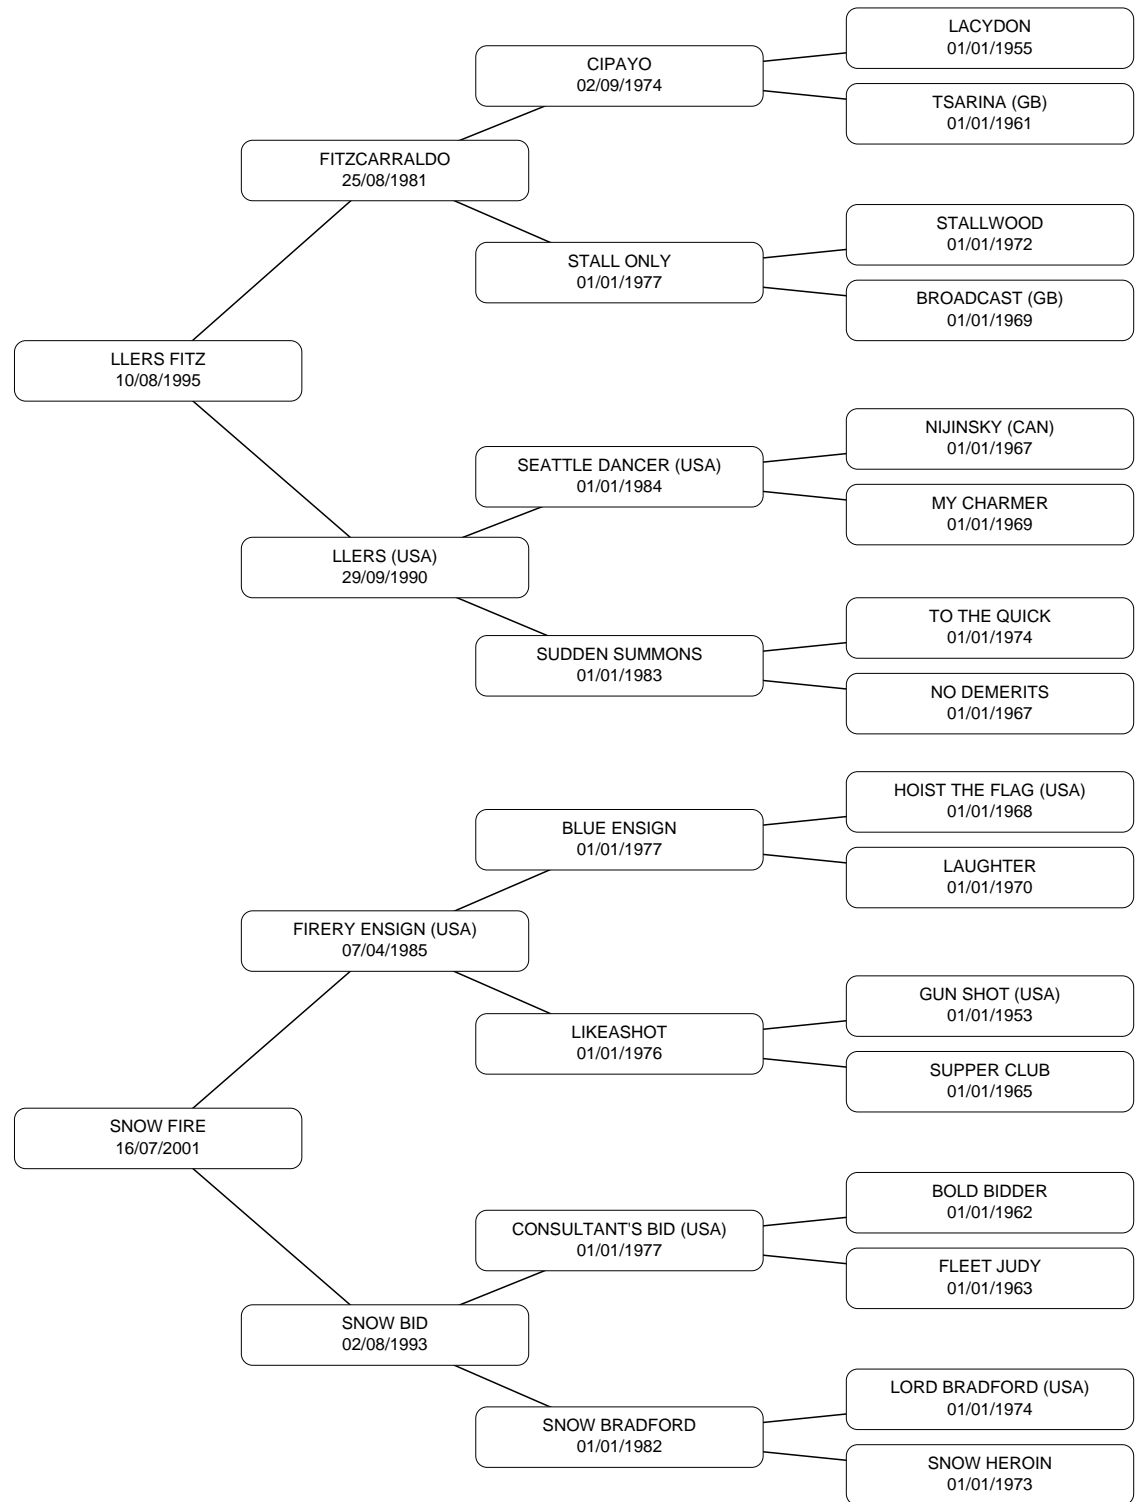 LACYDON
01/01/1955
CIPAYO
02/09/1974
TSARINA (GB)
01/01/1961
FITZCARRALDO
25/08/1981
STALLWOOD
01/01/1972
STALL ONLY
01/01/1977
BROADCAST (GB)
01/01/1969
LLERS FITZ
10/08/1995
NIJINSKY (CAN)
01/01/1967
SEATTLE DANCER (USA)
01/01/1984
MY CHARMER
01/01/1969
LLERS (USA)
29/09/1990
TO THE QUICK
01/01/1974
SUDDEN SUMMONS
01/01/1983
NO DEMERITS
01/01/1967
HOIST THE FLAG (USA)
01/01/1968
BLUE ENSIGN
01/01/1977
LAUGHTER
01/01/1970
FIRERY ENSIGN (USA)
07/04/1985
GUN SHOT (USA)
01/01/1953
LIKEASHOT
01/01/1976
SUPPER CLUB
01/01/1965
SNOW FIRE
16/07/2001
BOLD BIDDER
01/01/1962
CONSULTANT'S BID (USA)
01/01/1977
FLEET JUDY
01/01/1963
SNOW BID
02/08/1993
LORD BRADFORD (USA)
01/01/1974
SNOW BRADFORD
01/01/1982
SNOW HEROIN
01/01/1973